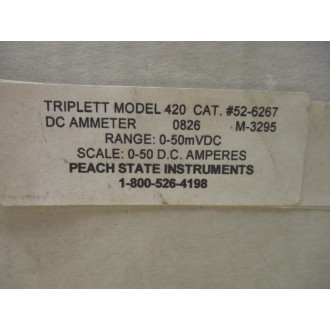 TRIPLETT MODEL 420 CAT. #52-6267
DC AMMETER 0826 M-3295
RANGE: 0-50mVDC
SCALE: 0-50 D.C. AMPERES
PEACH STATE INSTRUMENTS
1-800-526-4198